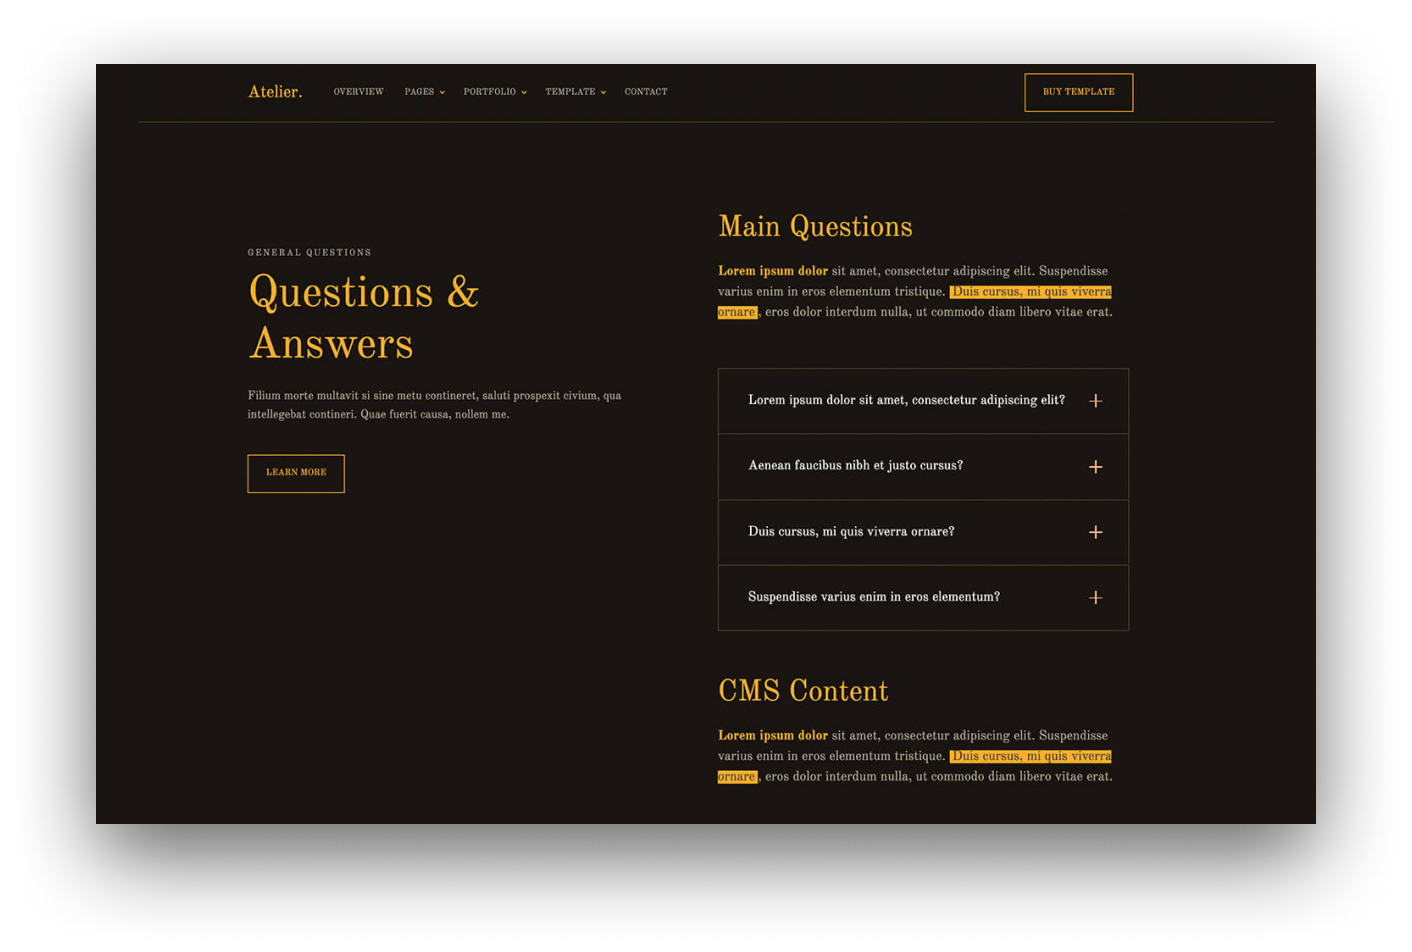 Atelier. OVERVIEW PAGES PORTFOLIO TEMPLATE CONTACT BUY TEMPLATE
GENERAL QUESTIONS
Questions &
Answers
Filium morte multavit si sine metu contineret, saluti prospexit civium, qua
intellegebat contineri. Quae fuerit causa, nollem me.
LEARN MORE
Main Questions
Lorem ipsum dolor sit amet, consectetur adipiscing elit. Suspendisse
varius enim in eros elementum tristique. Duis cursus, mi quis viverra
ornare, eros dolor interdum nulla, ut commodo diam libero vitae erat.
Lorem ipsum dolor sit amet, consectetur adipiscing elit?
Aenean faucibus nibh et justo cursus?
Duis cursus, mi quis viverra ornare?
Suspendisse varius enim in eros elementum?
CMS Content
Lorem ipsum dolor sit amet, consectetur adipiscing elit. Suspendisse
varius enim in eros elementum tristique. Duis cursus, mi quis viverra
ornare, eros dolor interdum nulla, ut commodo diam libero vitae erat.